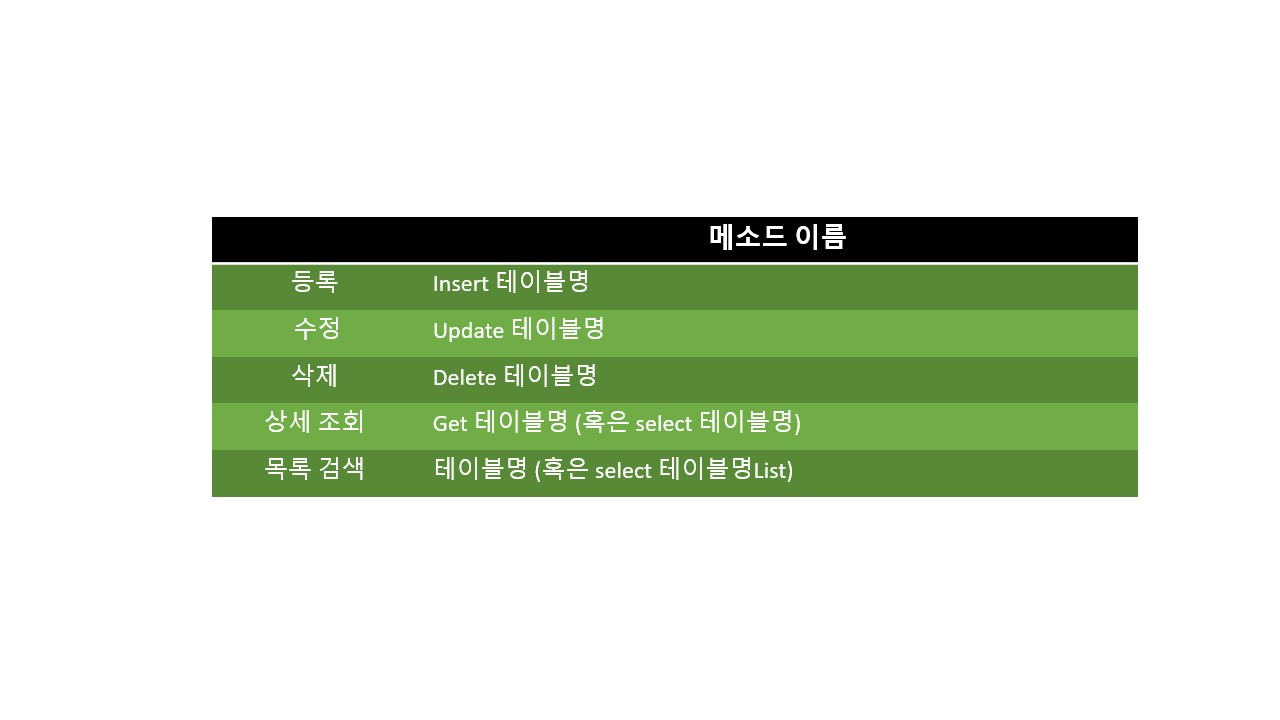 메소드 이름
등록 Insert 테이블명
수정 Update 테이블명
삭제 Delete 테이블명
상세 조회 Get 테이블명 (혹은 select 테이블명)
목록 검색 테이블명 (혹은 select 테이블명List)